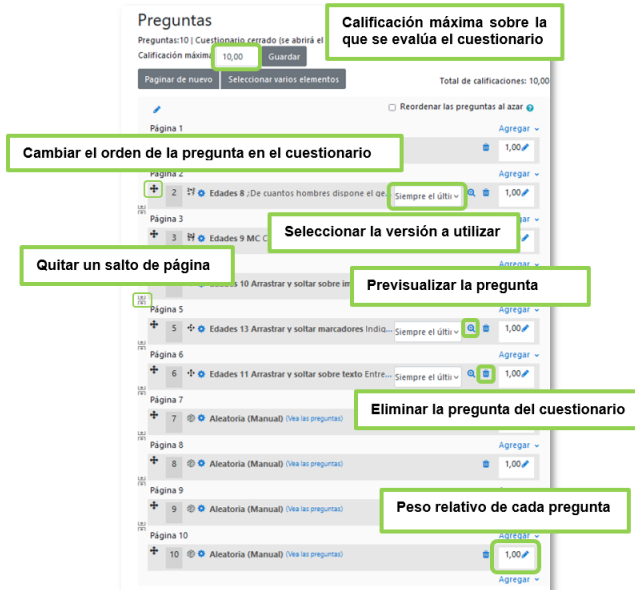 Preguntas
Calificación máxima sobre la
que se evalúa el cuestionario
Preguntas:10 | Cuestionario cerrado (se abrirá el
Calificación máxima 10,00 Guardar
Paginar de nuevo Seleccionar varios elementos Total de calificaciones: 10,00
Reordenar las preguntas al azar
Página 1 Agregar
Cambiar el orden de la pregunta en el cuestionario
1,00
Página 2 Agregar
2 Edades 8 ¿De cuantos hombres dispone el ge... Siempre el últi 1,00
Página 3
Seleccionar la versión a utilizar
3 Edades 9 MC
Quitar un salto de página
Agregar
Previsualizar la pregunta
Edades 10 Arrastrar y soltar sobre im
Página 5 Agregar
5 Edades 13 Arrastrar y soltar marcadores Indiq... Siempre el últi 1,00
Página 6 Agregar
6 Edades 11 Arrastrar y soltar sobre texto Entre... Siempre el últi 1,00
Página 7
Eliminar la pregunta del cuestionario
7 Aleatoria (Manual) (Vea las preguntas)
Página 8 Agregar
8 Aleatoria (Manual) (Vea las preguntas) 1,00
Página 9
Peso relativo de cada pregunta
9 Aleatoria (Manual) (Vea las preguntas)
Página 10 Agregar
10 Aleatoria (Manual) (Vea las preguntas) 1,00
Agregar